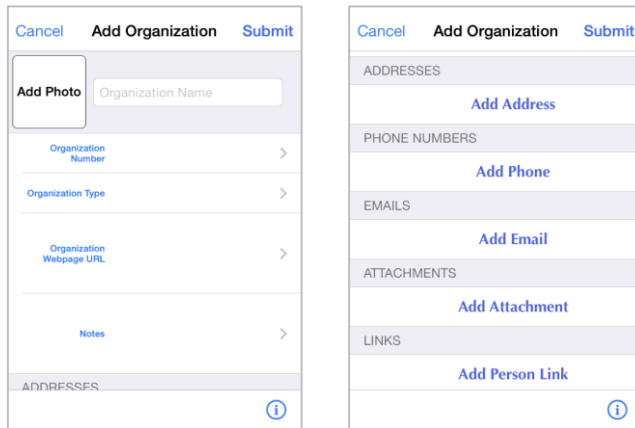 Cancel Add Organization Submit
Add Photo
Organization Name
Organization
Number
Organization Type
Organization
Webpage URL
Notes
ADDRESSES
Cancel Add Organization Submit
ADDRESSES
Add Address
PHONE NUMBERS
Add Phone
EMAILS
Add Email
ATTACHMENTS
Add Attachment
LINKS
Add Person Link